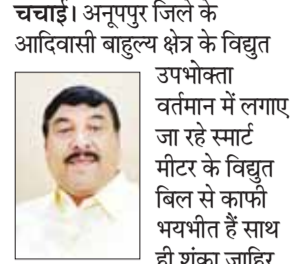 चचाई। अनूपपुर जिले के
आदिवासी बाहुल्य क्षेत्र के विद्युत
उपभोक्ता
वर्तमान में लगाए
जा रहे स्मार्ट
मीटर के विद्युत
बिल से काफी
भयभीत हैं साथ
ही शंका जाहिर